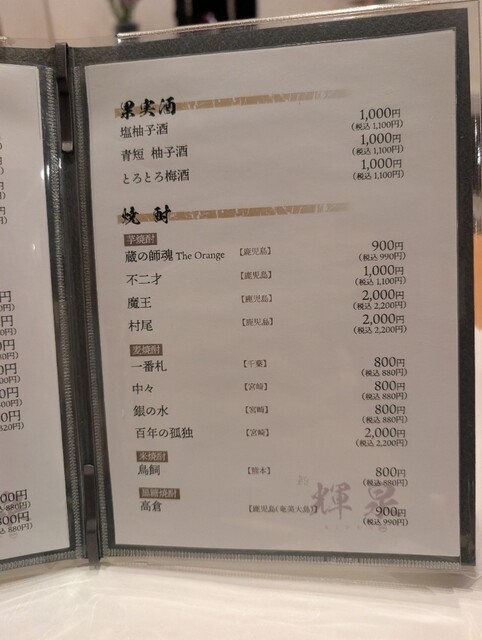 果実酒
塩柚子酒 1,000円
(税込 1,100円)
青短 柚子酒 1,000円
(税込 1,100円)
とろとろ梅酒 1,000円
(税込 1,100円)
焼 酎
芋焼酎
蔵の師魂 The Orange 【鹿児島】 900円
(税込 990円)
不二才 【鹿児島】 1,000円
(税込 1,100円)
魔王 【鹿児島】 2,000円
(税込 2,200円)
村尾 【鹿児島】 2,000円
(税込 2,200円)
麦焼酎
一番札 【千葉】 800円
(税込 880円)
中々 【宮崎】 800円
(税込 880円)
銀の水 【宮崎】 800円
(税込 880円)
百年の孤独 【宮崎】 2,000円
(税込 2,200円)
米焼酎
鳥飼 【熊本】 800円
(税込 880円)
黒糖焼酎
高倉 【鹿児島(奄美大島)】 900円
(税込 990円)
輝泉